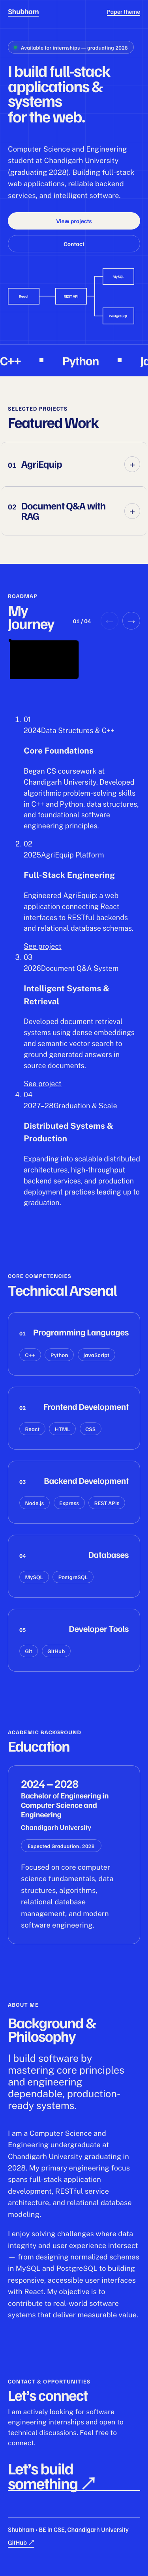 Shubham
Paper theme
Available for internships — graduating 2028
I build full-stack
applications &
systems
for the web.
Computer Science and Engineering
student at Chandigarh University
(graduating 2028). Building full-stack
web applications, reliable backend
services, and intelligent software.
View projects
Contact
MySQL
React
REST API
PostgreSQL
C++
Python
Ja
SELECTED PROJECTS
Featured Work
01 AgriEquip
+
02 Document Q&A with
RAG
+
ROADMAP
My
Journey
01 / 04
←
→
1. 01
2024Data Structures & C++
Core Foundations
Began CS coursework at
Chandigarh University. Developed
algorithmic problem-solving skills
in C++ and Python, data structures,
and foundational software
engineering principles.
2. 02
2025AgriEquip Platform
Full-Stack Engineering
Engineered AgriEquip: a web
application connecting React
interfaces to RESTful backends
and relational database schemas.
See project
3. 03
2026Document Q&A System
Intelligent Systems &
Retrieval
Developed document retrieval
systems using dense embeddings
and semantic vector search to
ground generated answers in
source documents.
See project
4. 04
2027–28Graduation & Scale
Distributed Systems &
Production
Expanding into scalable distributed
architectures, high-throughput
backend services, and production
deployment practices leading up to
graduation.
CORE COMPETENCIES
Technical Arsenal
01 Programming Languages
C++ Python JavaScript
02 Frontend Development
React HTML CSS
03 Backend Development
Node.js Express REST APIs
04 Databases
MySQL PostgreSQL
05 Developer Tools
Git GitHub
ACADEMIC BACKGROUND
Education
2024 – 2028
Bachelor of Engineering in
Computer Science and
Engineering
Chandigarh University
Expected Graduation: 2028
Focused on core computer
science fundamentals, data
structures, algorithms,
relational database
management, and modern
software engineering.
ABOUT ME
Background &
Philosophy
I build software by
mastering core principles
and engineering
dependable, production-
ready systems.
I am a Computer Science and
Engineering undergraduate at
Chandigarh University graduating in
2028. My primary engineering focus
spans full-stack application
development, RESTful service
architecture, and relational database
modeling.
I enjoy solving challenges where data
integrity and user experience intersect
— from designing normalized schemas
in MySQL and PostgreSQL to building
responsive, accessible user interfaces
with React. My objective is to
contribute to real-world software
systems that deliver measurable value.
CONTACT & OPPORTUNITIES
Let's connect
I am actively looking for software
engineering internships and open to
technical discussions. Feel free to
connect.
Let's build
something ↗
Shubham • BE in CSE, Chandigarh University
GitHub ↗